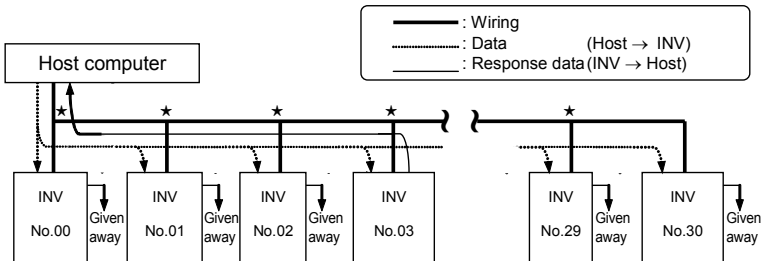 : Wiring
: Data (Host → INV)
: Response data (INV → Host)
Host computer
★ ★ ★ ★ ★
INV INV INV INV INV INV
No.00 No.01 No.02 No.03 No.29 No.30
Given away Given away Given away Given away Given away